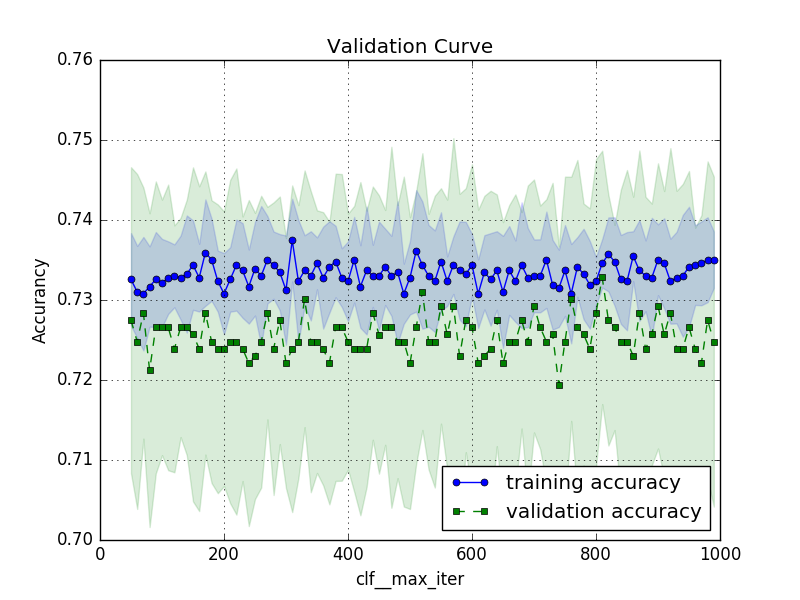 Validation Curve
0.76
0.75
0.74
0.73
0.72
0.71
0.70
Accurancy
0
200
400
600
800
1000
clf__max_iter
training accuracy
validation accuracy